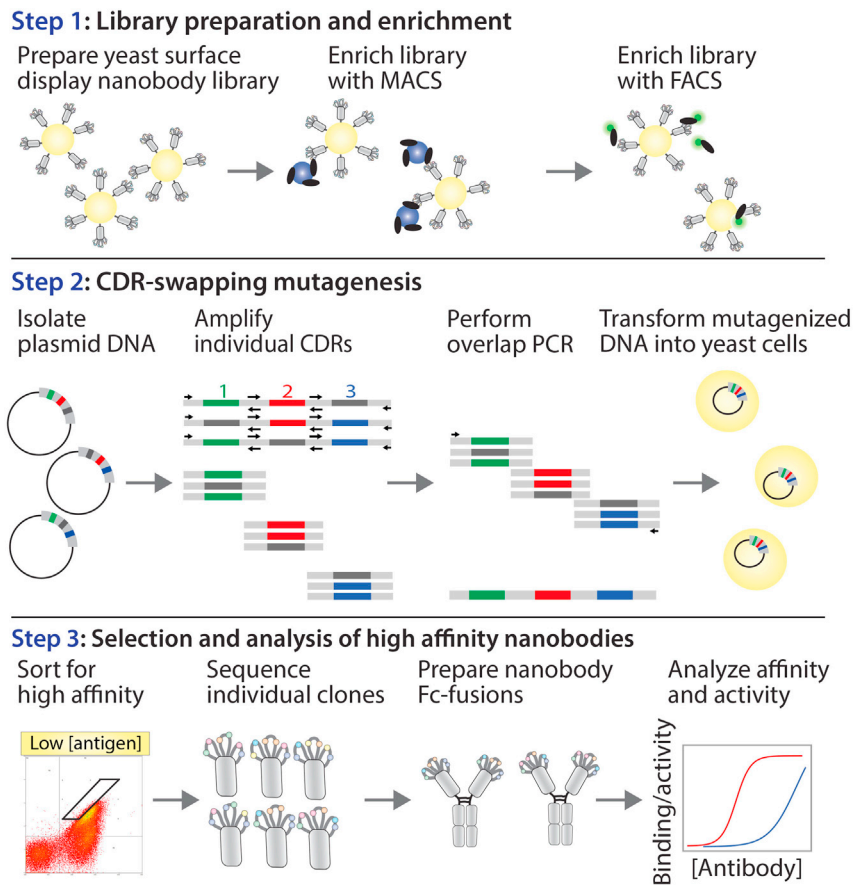 Step 1: Library preparation and enrichment
Prepare yeast surface
display nanobody library
Enrich library
with MACS
Enrich library
with FACS
Step 2: CDR-swapping mutagenesis
Isolate
plasmid DNA
Amplify
individual CDRs
Perform
overlap PCR
Transform mutagenized
DNA into yeast cells
1 2 3
Step 3: Selection and analysis of high affinity nanobodies
Sort for
high affinity
Sequence
individual clones
Prepare nanobody
Fc-fusions
Analyze affinity
and activity
Low [antigen]
Binding/activity
[Antibody]